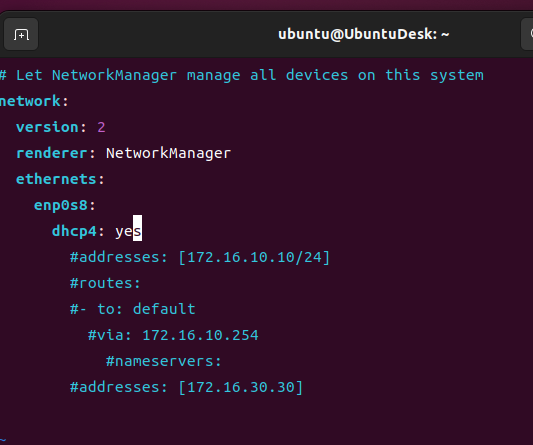 ubuntu@UbuntuDesk: ~
# Let NetworkManager manage all devices on this system
network:
  version: 2
  renderer: NetworkManager
  ethernets:
    enp0s8:
      dhcp4: yes
        #addresses: [172.16.10.10/24]
        #routes:
        #- to: default
          #via: 172.16.10.254
            #nameservers:
        #addresses: [172.16.30.30]
~